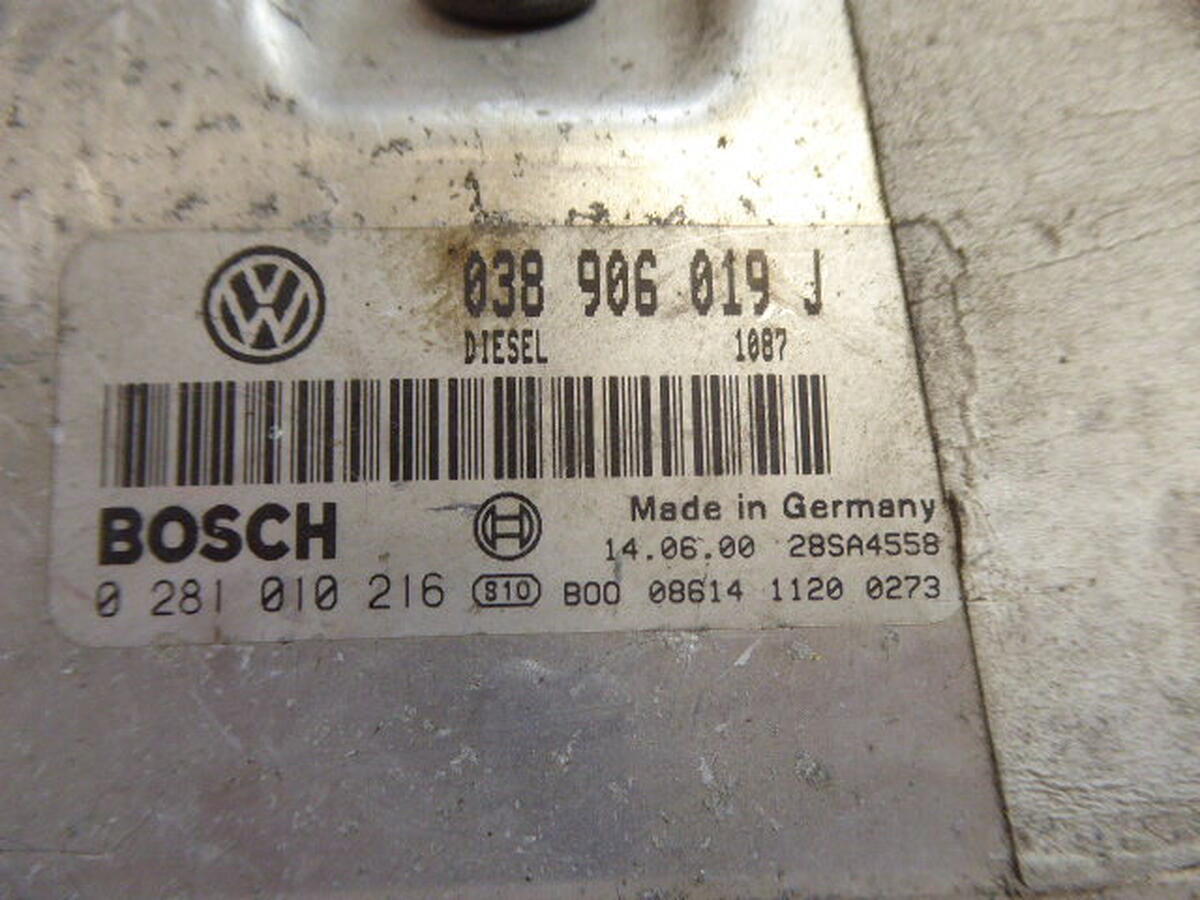 038 906 019 J
DIESEL 1087
BOSCH
Made in Germany
14.06.00 28SA4558
0 281 010 216 S10 B00 08614 1120 0273